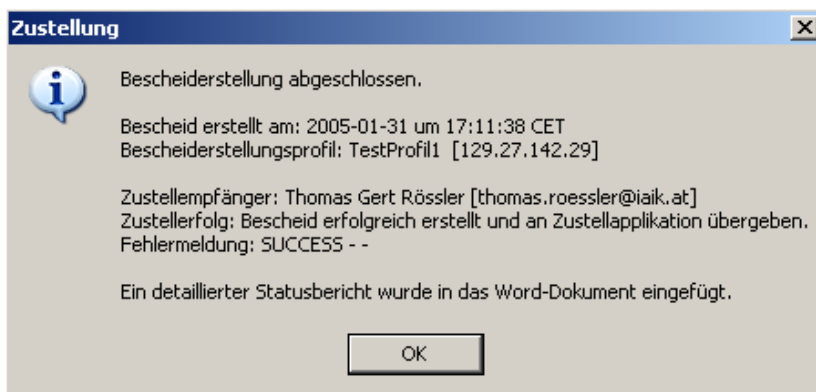 Zustellung
Bescheiderstellung abgeschlossen.
Bescheid erstellt am: 2005-01-31 um 17:11:38 CET
Bescheiderstellungsprofil: TestProfil1 [129.27.142.29]
Zustellempfänger: Thomas Gert Rössler [thomas.roessler@iaik.at]
Zustellerfolg: Bescheid erfolgreich erstellt und an Zustellapplikation übergeben.
Fehlermeldung: SUCCESS - -
Ein detaillierter Statusbericht wurde in das Word-Dokument eingefügt.
OK